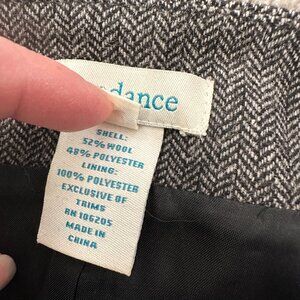 dance
SHELL:
52% WOOL
48% POLYESTER
LINING:
100% POLYESTER
EXCLUSIVE OF
TRIMS
RN 106205
MADE IN
CHINA